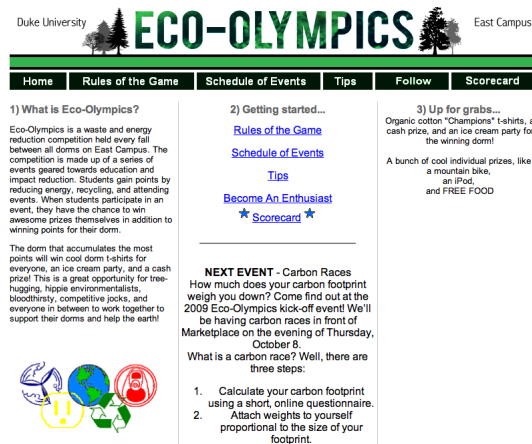 Duke University
ECO-OLYMPICS
East Campus
Home
Rules of the Game
Schedule of Events
Tips
Follow
Scorecard
1) What is Eco-Olympics?
Eco-Olympics is a waste and energy
reduction competition held every fall
between all dorms on East Campus. The
competition is made up of a series of
events geared towards education and
impact reduction. Students gain points by
reducing energy, recycling, and attending
events. When students participate in an
event, they have the chance to win
awesome prizes themselves in addition to
winning points for their dorm.
The dorm that accumulates the most
points will win cool dorm t-shirts for
everyone, an ice cream party, and a cash
prize! This is a great opportunity for tree-
hugging, hippie environmentalists,
bloodthirsty, competitive jocks, and
everyone in between to work together to
support their dorms and help the earth!
2) Getting started...
Rules of the Game
Schedule of Events
Tips
Become An Enthusiast
Scorecard
NEXT EVENT - Carbon Races
How much does your carbon footprint
weigh you down? Come find out at the
2009 Eco-Olympics kick-off event! We'll
be having carbon races in front of
Marketplace on the evening of Thursday,
October 8.
What is a carbon race? Well, there are
three steps:
1. Calculate your carbon footprint
using a short, online questionnaire.
2. Attach weights to yourself
proportional to the size of your
footprint.
3) Up for grabs...
Organic cotton "Champions" t-shirts, a
cash prize, and an ice cream party for
the winning dorm!
A bunch of cool individual prizes, like
a mountain bike,
an iPod,
and FREE FOOD